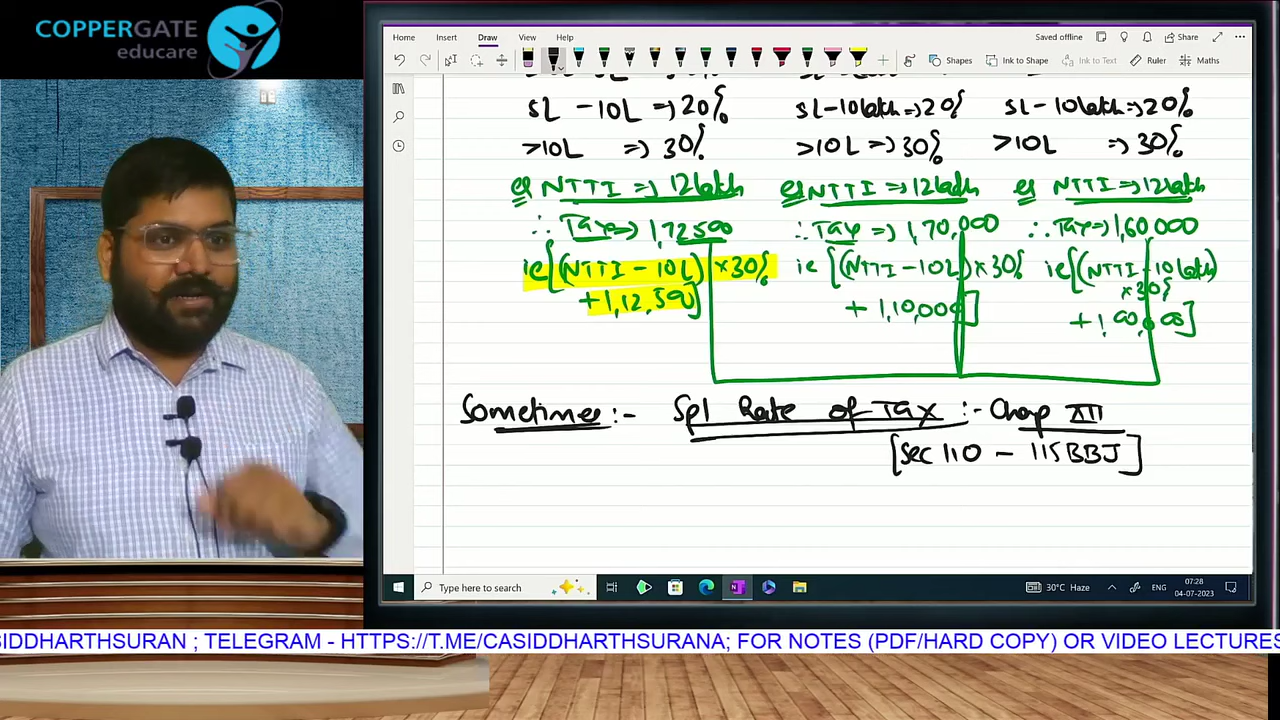 COPPERGATE
educare
Home Insert Draw View Help
Saved offline
Share
Shapes
Ink to Shape
Ink to Text
Ruler
Maths
5L - 10L => 20%
5L - 10lakh => 20%
5L - 10lakh => 20%
>10L => 30%
>10L => 30%
>10L => 30%
eg NTTI => 12lakh
eg NTTI => 12lakh
eg NTTI => 12lakh
∴ Tax => 1,72,500
∴ Tax => 1,70,000
∴ Tax => 1,60,000
ie [(NTTI - 10L) × 30%
+ 1,12,500]
ie [(NTTI - 10L) × 30%
+ 1,10,000]
ie [(NTTI - 10lakh)
× 30%
+ 1,00,000]
Sometimes :- Spl Rate of Tax :- Chap XII
[Sec 110 - 115BBJ]
Type here to search
30°C Haze
ENG
07:28
04-07-2023
SIDDHARTHSURAN ; TELEGRAM - HTTPS://T.ME/CASIDDHARTHSURANA; FOR NOTES (PDF/HARD COPY) OR VIDEO LECTURES